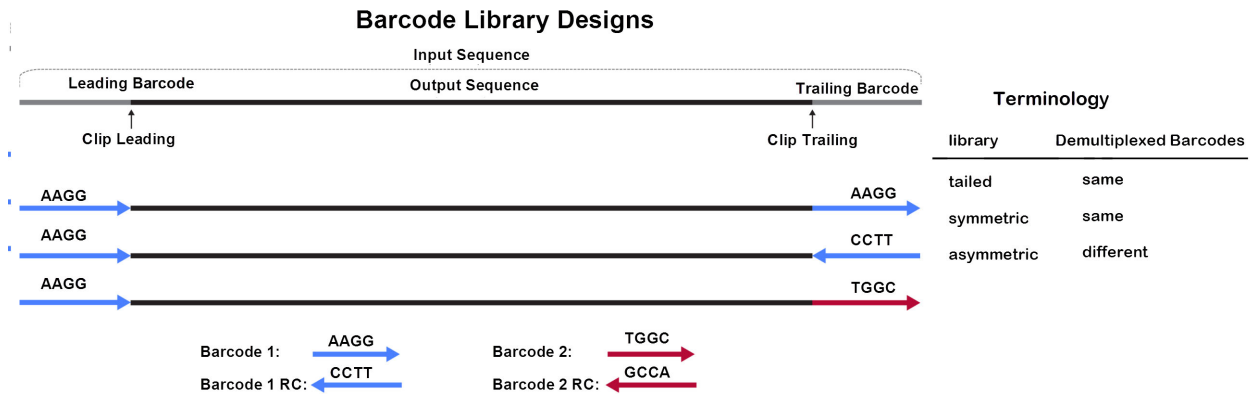 Barcode Library Designs
Input Sequence
Leading Barcode Output Sequence Trailing Barcode
Clip Leading Clip Trailing
Terminology
library Demultiplexed Barcodes
tailed same
symmetric same
asymmetric different
AAGG AAGG
AAGG CCTT
AAGG TGGC
Barcode 1: AAGG Barcode 2: TGGC
Barcode 1 RC: CCTT Barcode 2 RC: GCCA